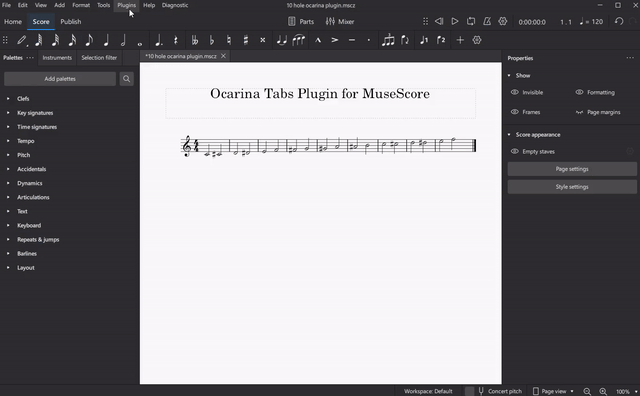 File Edit View Add Format Tools Plugins Help Diagnostic
10 hole ocarina plugin.mscz
Home Score Publish
Parts Mixer
0:00:00:0 1 . 1 = 120
Palettes Instruments Selection filter
*10 hole ocarina plugin.mscz
Properties
Add palettes
Show
Clefs
Key signatures
Time signatures
Tempo
Pitch
Accidentals
Dynamics
Articulations
Text
Keyboard
Repeats & jumps
Barlines
Layout
Ocarina Tabs Plugin for MuseScore
Invisible Formatting
Frames Page margins
Score appearance
Empty staves
Page settings
Style settings
Workspace: Default Concert pitch Page view 100%